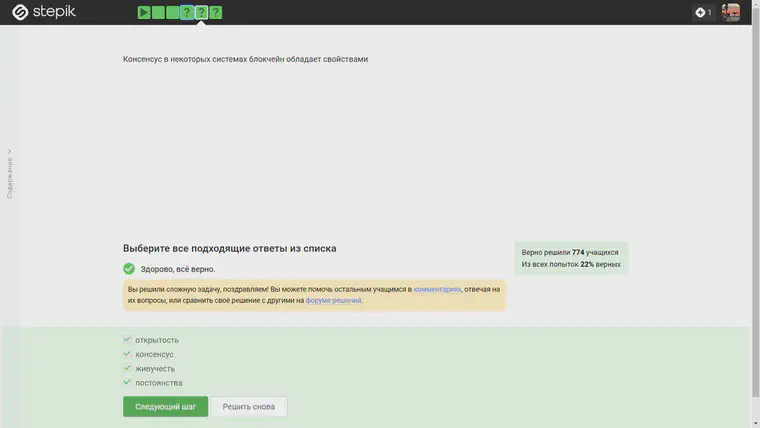 stepik
? ? ?
1
Консенсус в некоторых системах блокчейн обладает свойствами
Содержание
Выберите все подходящие ответы из списка
Здорово, всё верно.
Верно решили 774 учащихся
Из всех попыток 22% верных
Вы решили сложную задачу, поздравляем! Вы можете помочь остальным учащимся в комментариях, отвечая на
их вопросы, или сравнить своё решение с другими на форуме решений.
открытость
консенсус
живучесть
постоянства
Следующий шаг
Решить снова